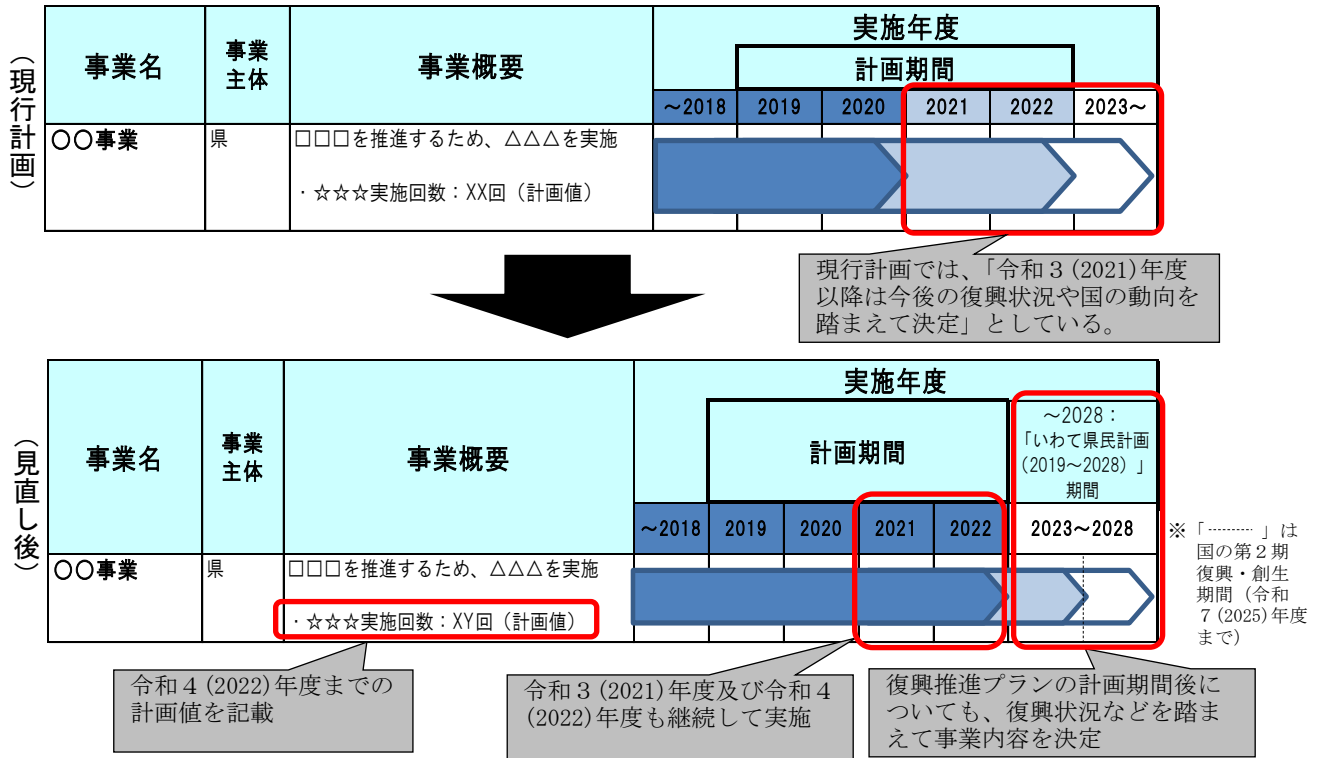 （現行計画）
事業名
事業
主体
事業概要
実施年度
計画期間
～2018
2019
2020
2021
2022
2023～
〇〇事業
県
□□□を推進するため、△△△を実施
・☆☆☆実施回数：XX回（計画値）
現行計画では、「令和３(2021)年度
以降は今後の復興状況や国の動向を
踏まえて決定」としている。
（見直し後）
事業名
事業
主体
事業概要
実施年度
計画期間
～2028：
「いわて県民計画
(2019～2028)」
期間
～2018
2019
2020
2021
2022
2023～2028
〇〇事業
県
□□□を推進するため、△△△を実施
・☆☆☆実施回数：XY回（計画値）
※「┈┈┈」は
国の第２期
復興・創生
期間（令和
７(2025)年度
まで）
令和４(2022)年度までの
計画値を記載
令和３(2021)年度及び令和４
(2022)年度も継続して実施
復興推進プランの計画期間後に
ついても、復興状況などを踏ま
えて事業内容を決定